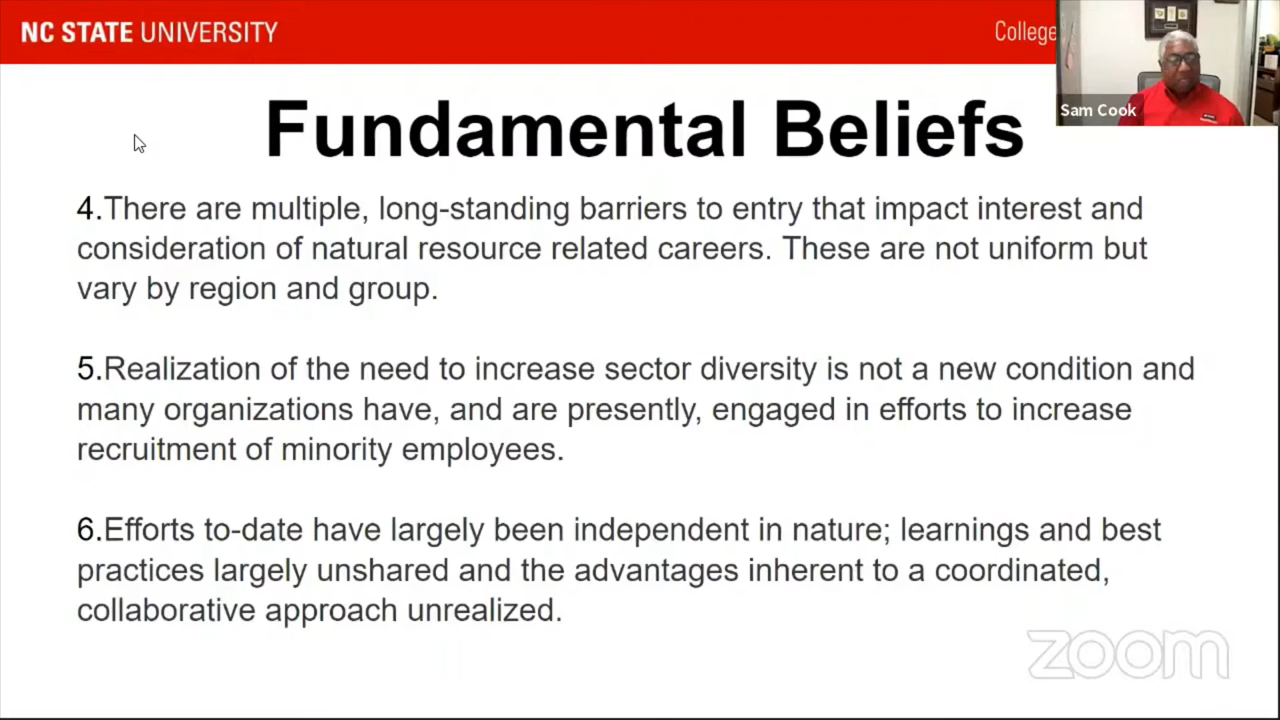 NC STATE UNIVERSITY
College
Sam Cook
Fundamental Beliefs
4.There are multiple, long-standing barriers to entry that impact interest and
consideration of natural resource related careers. These are not uniform but
vary by region and group.
5.Realization of the need to increase sector diversity is not a new condition and
many organizations have, and are presently, engaged in efforts to increase
recruitment of minority employees.
6.Efforts to-date have largely been independent in nature; learnings and best
practices largely unshared and the advantages inherent to a coordinated,
collaborative approach unrealized.
zoom